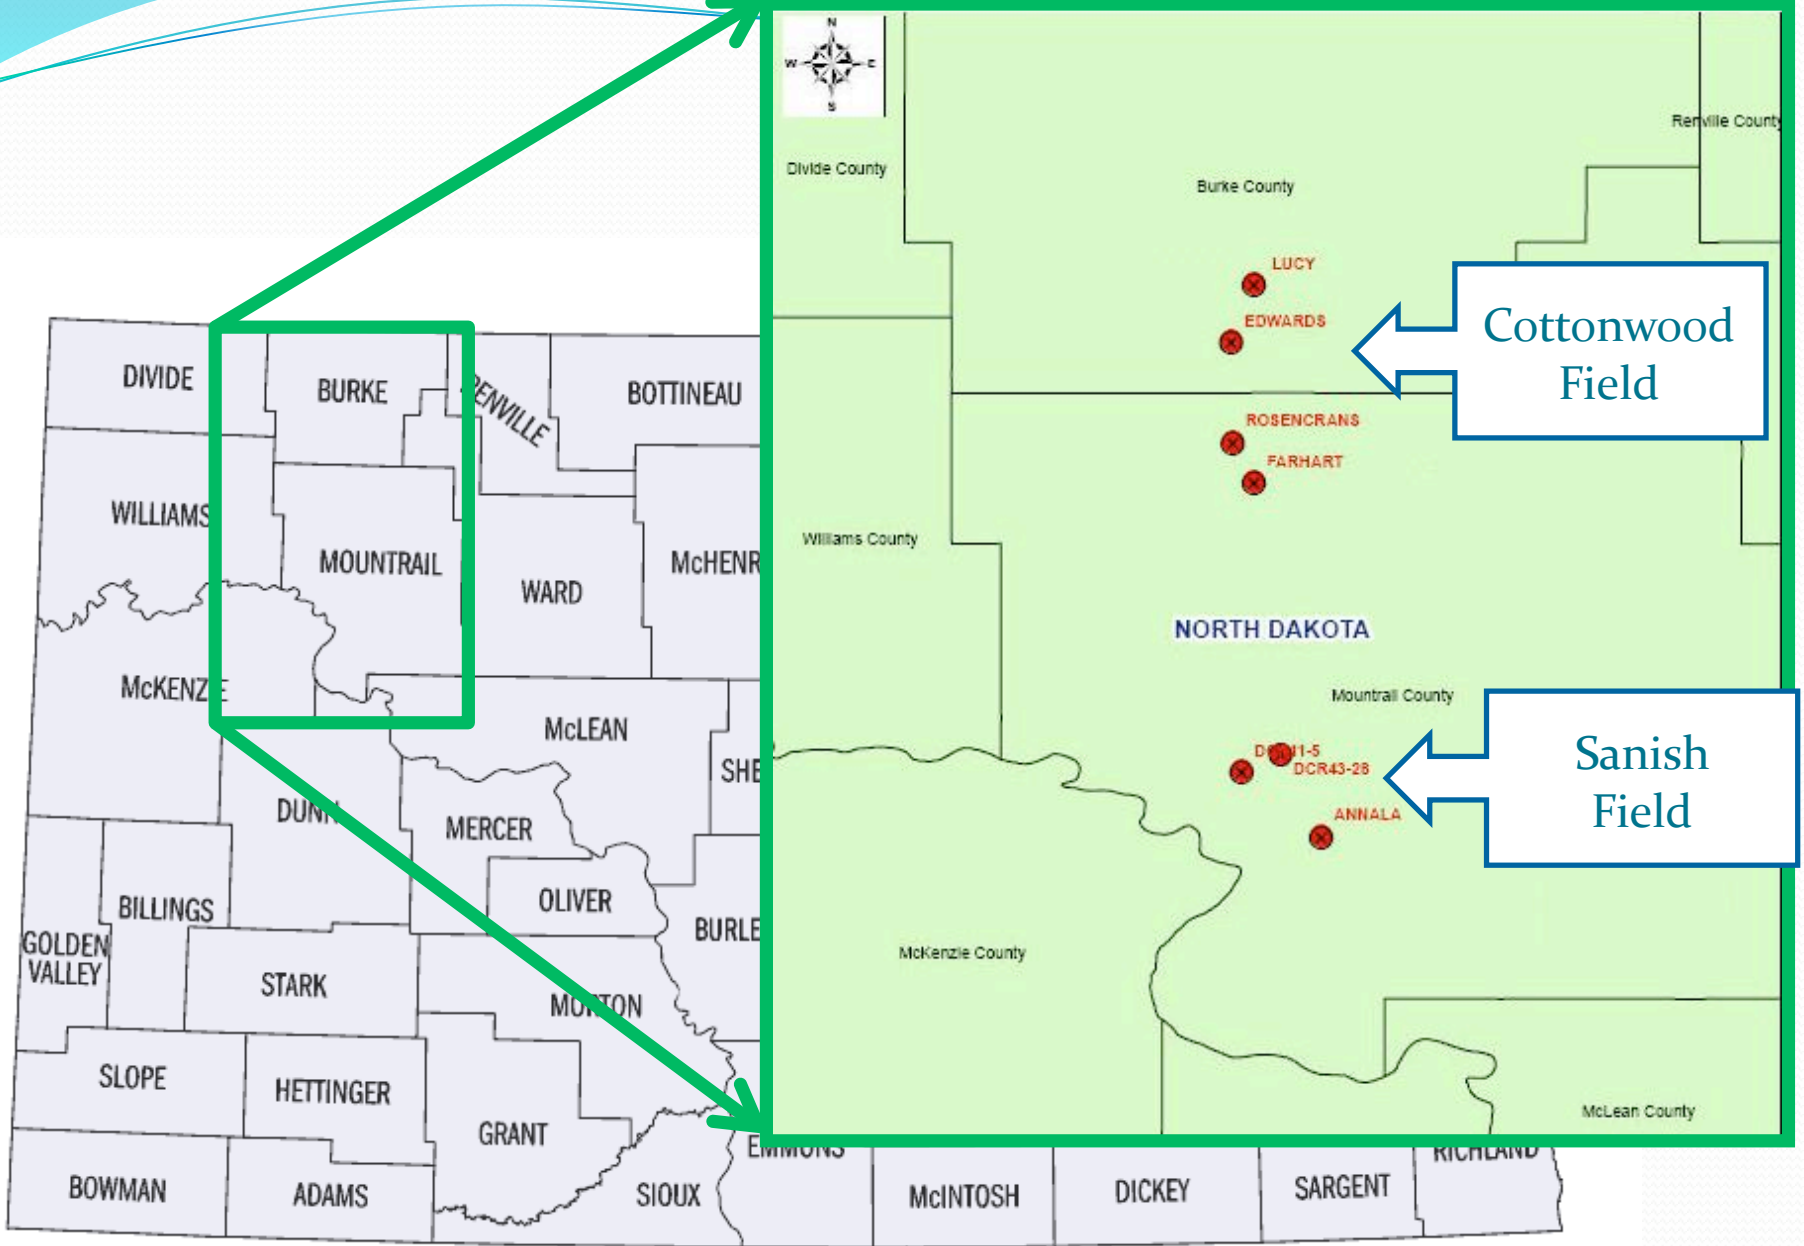 N
W
E
S
Divide County
Burke County
Renville County
LUCY
EDWARDS
Cottonwood
Field
ROSENCRANS
FARHART
Williams County
NORTH DAKOTA
Mountrail County
DCR43-28
ANNALA
Sanish
Field
McKenzie County
McLean County
DIVIDE
BURKE
RENVILLE
BOTTINEAU
WILLIAMS
MOUNTRAIL
WARD
McHENR
McKENZIE
McLEAN
SHE
DUNN
MERCER
OLIVER
BILLINGS
BURLE
GOLDEN
VALLEY
STARK
MORTON
SLOPE
HETTINGER
GRANT
EMMONS
RICHLAND
BOWMAN
ADAMS
SIOUX
McINTOSH
DICKEY
SARGENT